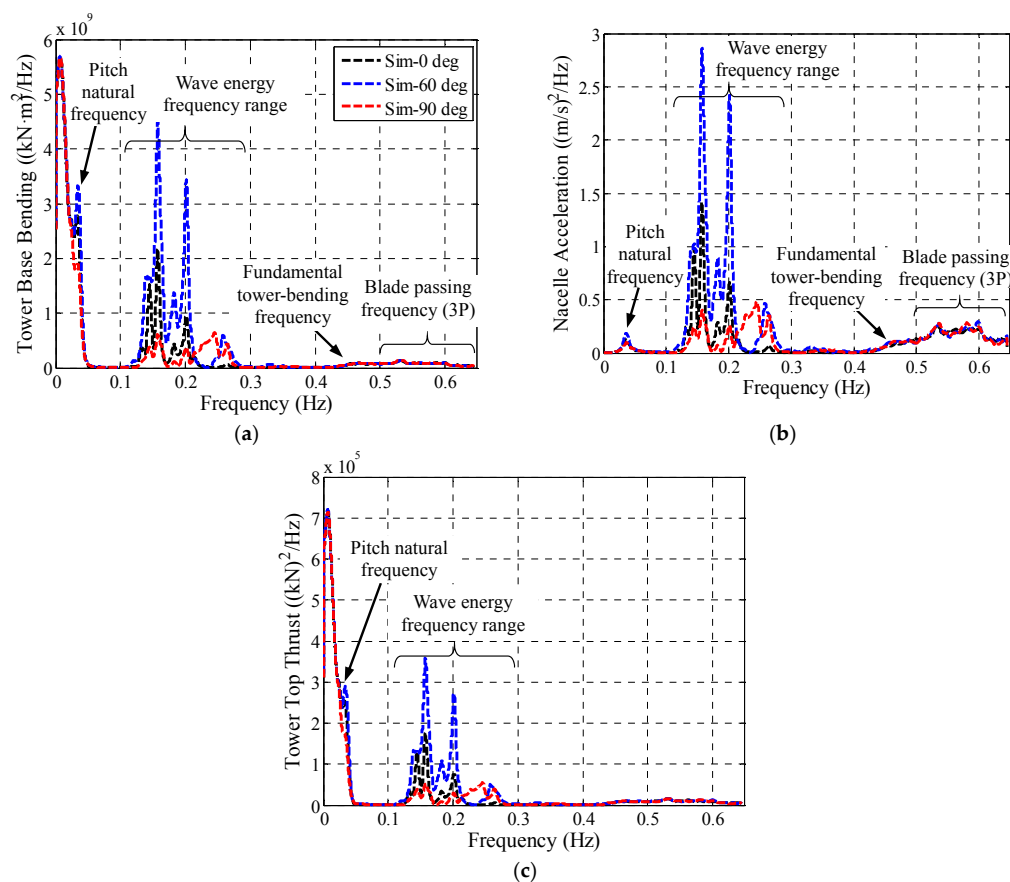 x 10^9
Tower Base Bending ((kN·m)^2/Hz)
6
5
4
3
2
1
0
Pitch
natural
frequency
Wave energy
frequency range
Sim-0 deg
Sim-60 deg
Sim-90 deg
Fundamental
tower-bending
frequency
Blade passing
frequency (3P)
0 0.1 0.2 0.3 0.4 0.5 0.6
Frequency (Hz)
(a)
Nacelle Acceleration ((m/s)^2/Hz)
3
2.5
2
1.5
1
0.5
0
Wave energy
frequency range
Pitch
natural
frequency
Fundamental
tower-bending
frequency
Blade passing
frequency (3P)
0 0.1 0.2 0.3 0.4 0.5 0.6
Frequency (Hz)
(b)
x 10^5
Tower Top Thrust ((kN)^2/Hz)
8
7
6
5
4
3
2
1
0
Pitch natural
frequency
Wave energy
frequency range
0 0.1 0.2 0.3 0.4 0.5 0.6
Frequency (Hz)
(c)